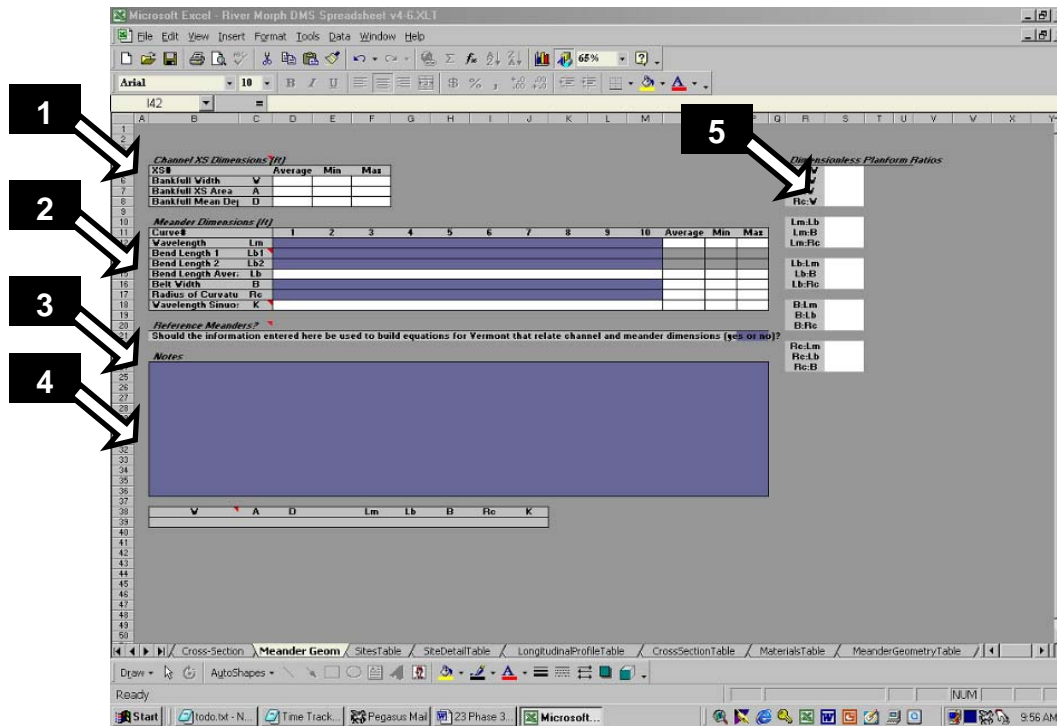 Microsoft Excel - River Morph DMS Spreadsheet v4-6.XLT
File Edit View Insert Format Tools Data Window Help
65%
Arial 10 B I U $ % ,
I42 =
A B C D E F G H I J K L M Q R S T U V W X Y
1
2
3
4
5
Channel XS Dimensions (ft)
XS# Average Min Max
Bankfull Width W
Bankfull XS Area A
Bankfull Mean Dep D
Meander Dimensions (ft)
Curve# 1 2 3 4 5 6 7 8 9 10 Average Min Max
Wavelength Lm
Bend Length 1 Lb1
Bend Length 2 Lb2
Bend Length Avera Lb
Belt Width B
Radius of Curvatu Rc
Wavelength Sinuo: K
Reference Meanders?
Should the information entered here be used to build equations for Vermont that relate channel and meander dimensions (yes or no)?
Notes
W A D Lm Lb B Rc K
Dimensionless Planform Ratios
Rc:W
Lm:Lb
Lm:B
Lm:Rc
Lb:Lm
Lb:B
Lb:Rc
B:Lm
B:Lb
B:Rc
Rc:Lm
Rc:Lb
Rc:B
Cross-Section Meander Geom SitesTable SiteDetailTable LongitudinalProfileTable CrossSectionTable MaterialsTable MeanderGeometryTable
Draw AutoShapes
Ready NUM
Start todo.txt - N... Time Track... Pegasus Mail 23 Phase 3... Microsoft... 9:56 AM